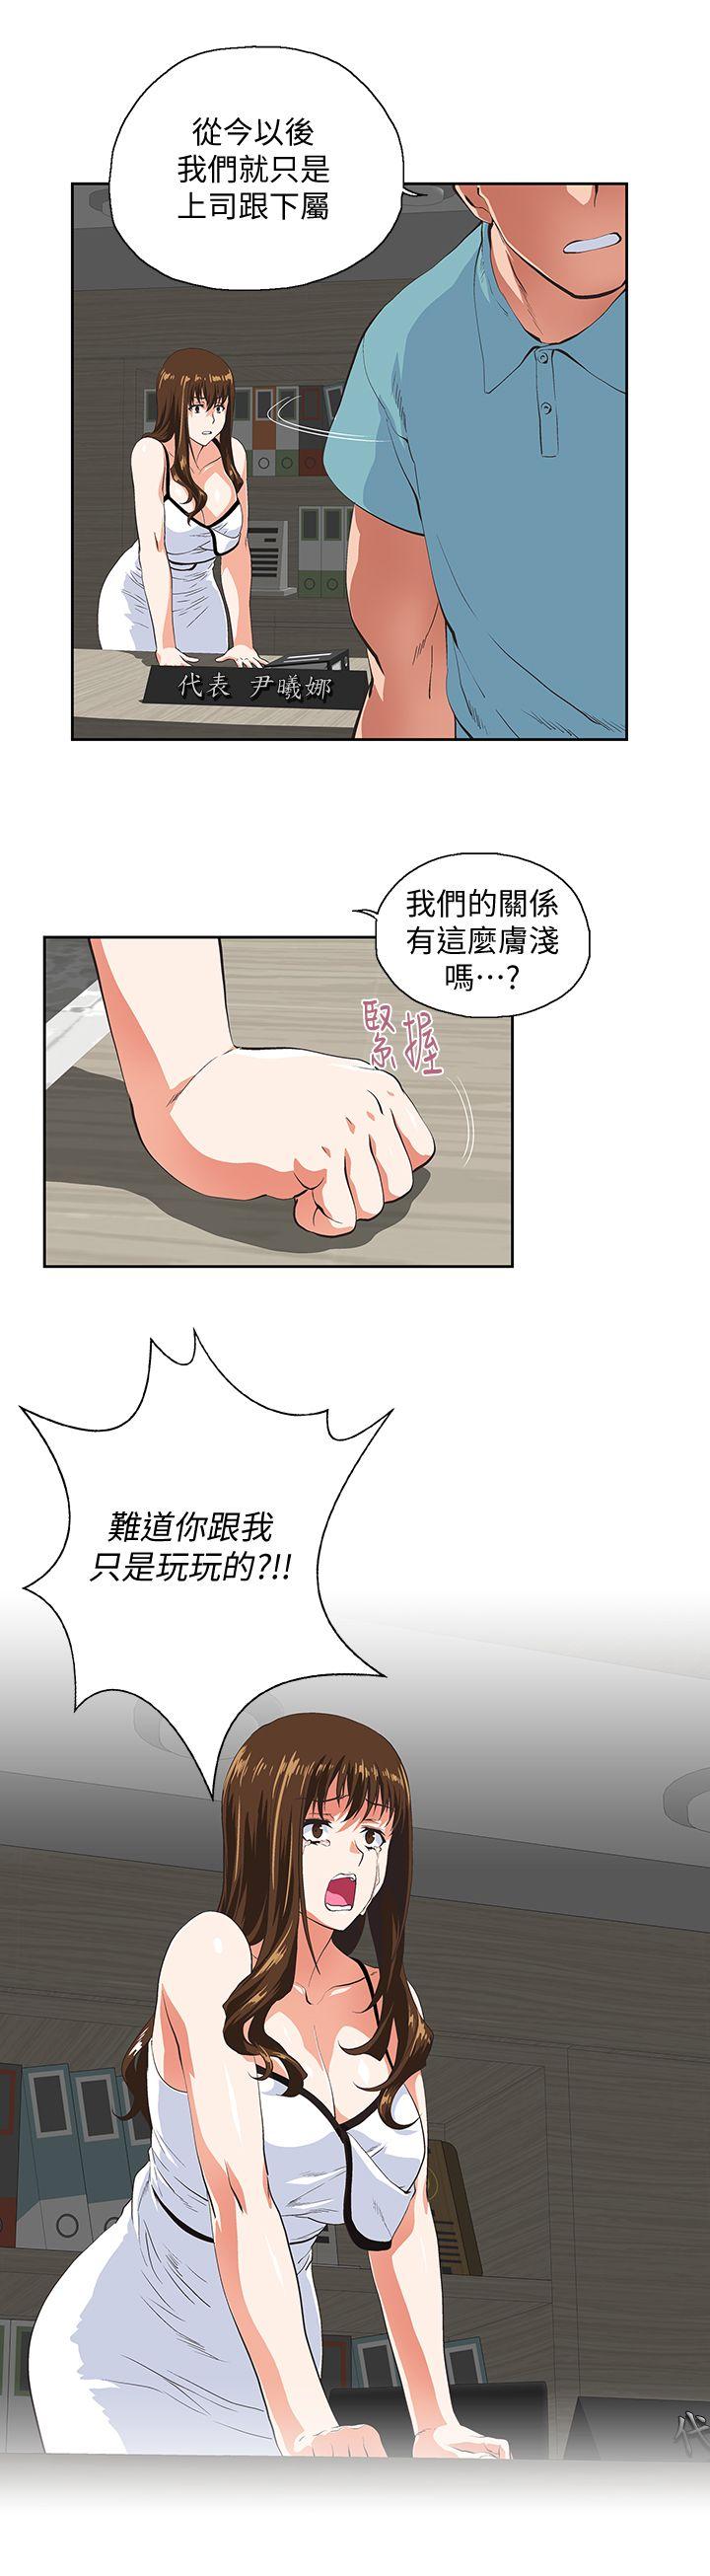 從今以後
我們就只是
上司跟下屬
代表 尹曦娜
我們的關係
有這麼膚淺
嗎⋯?
緊握
難道你跟我
只是玩玩的?!!
代